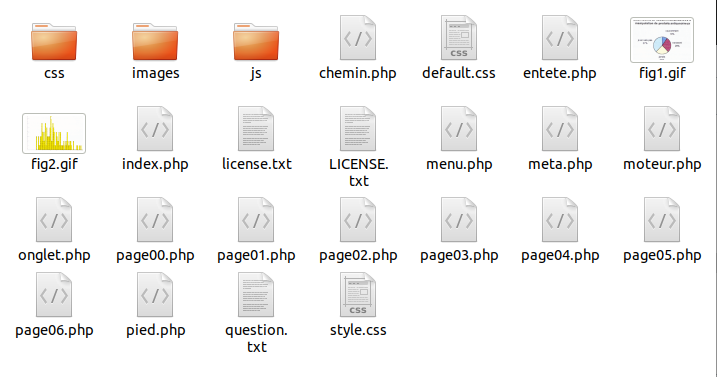 css
images
js
chemin.php
default.css
entete.php
fig1.gif
fig2.gif
index.php
license.txt
LICENSE.
txt
menu.php
meta.php
moteur.php
onglet.php
page00.php
page01.php
page02.php
page03.php
page04.php
page05.php
page06.php
pied.php
question.
txt
style.css